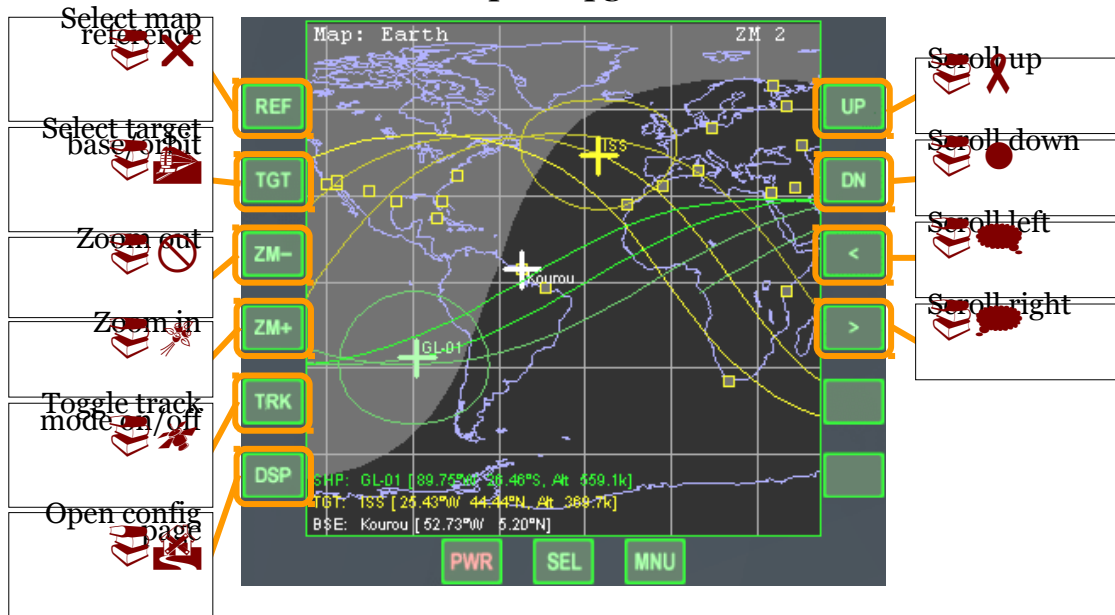 Select map
reference
Select target
base/orbit
Zoom out
Zoom in
Toggle track
mode on/off
Open config
page
REF
TGT
ZM-
ZM+
TRK
DSP
Map: Earth ZM 2
ISS
Kourou
GL-01
SHP: GL-01 [89.75°W 26.46°S, Alt 559.1k]
TGT: ISS [25.43°W 44.44°N, Alt 369.7k]
BSE: Kourou [52.73°W 5.20°N]
PWR SEL MNU
UP
DN
<
>
Scroll up
Scroll down
Scroll left
Scroll right